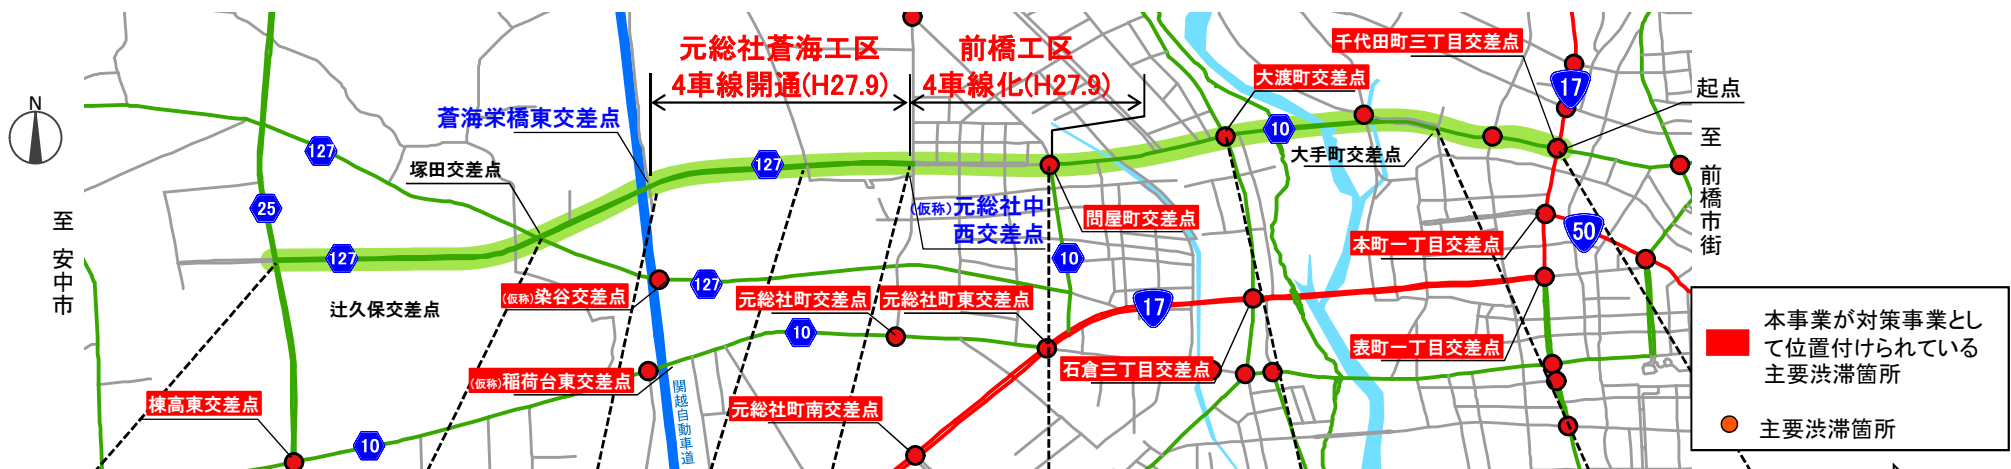 元総社蒼海工区
4車線開通(H27.9)
前橋工区
4車線化(H27.9)
千代田町三丁目交差点
大渡町交差点
17
起点
N
蒼海栄橋東交差点
127
塚田交差点
127
10
大手町交差点
至 前橋市街
25
至 安中市
(仮称)元総社中
西交差点
問屋町交差点
50
本町一丁目交差点
127
10
辻久保交差点
(仮称)染谷交差点
127
元総社町交差点
元総社町東交差点
17
10
表町一丁目交差点
石倉三丁目交差点
(仮称)稲荷台東交差点
関越自動車道
棟高東交差点
元総社町南交差点
10
本事業が対策事業とし
て位置付けられている
主要渋滞箇所
主要渋滞箇所